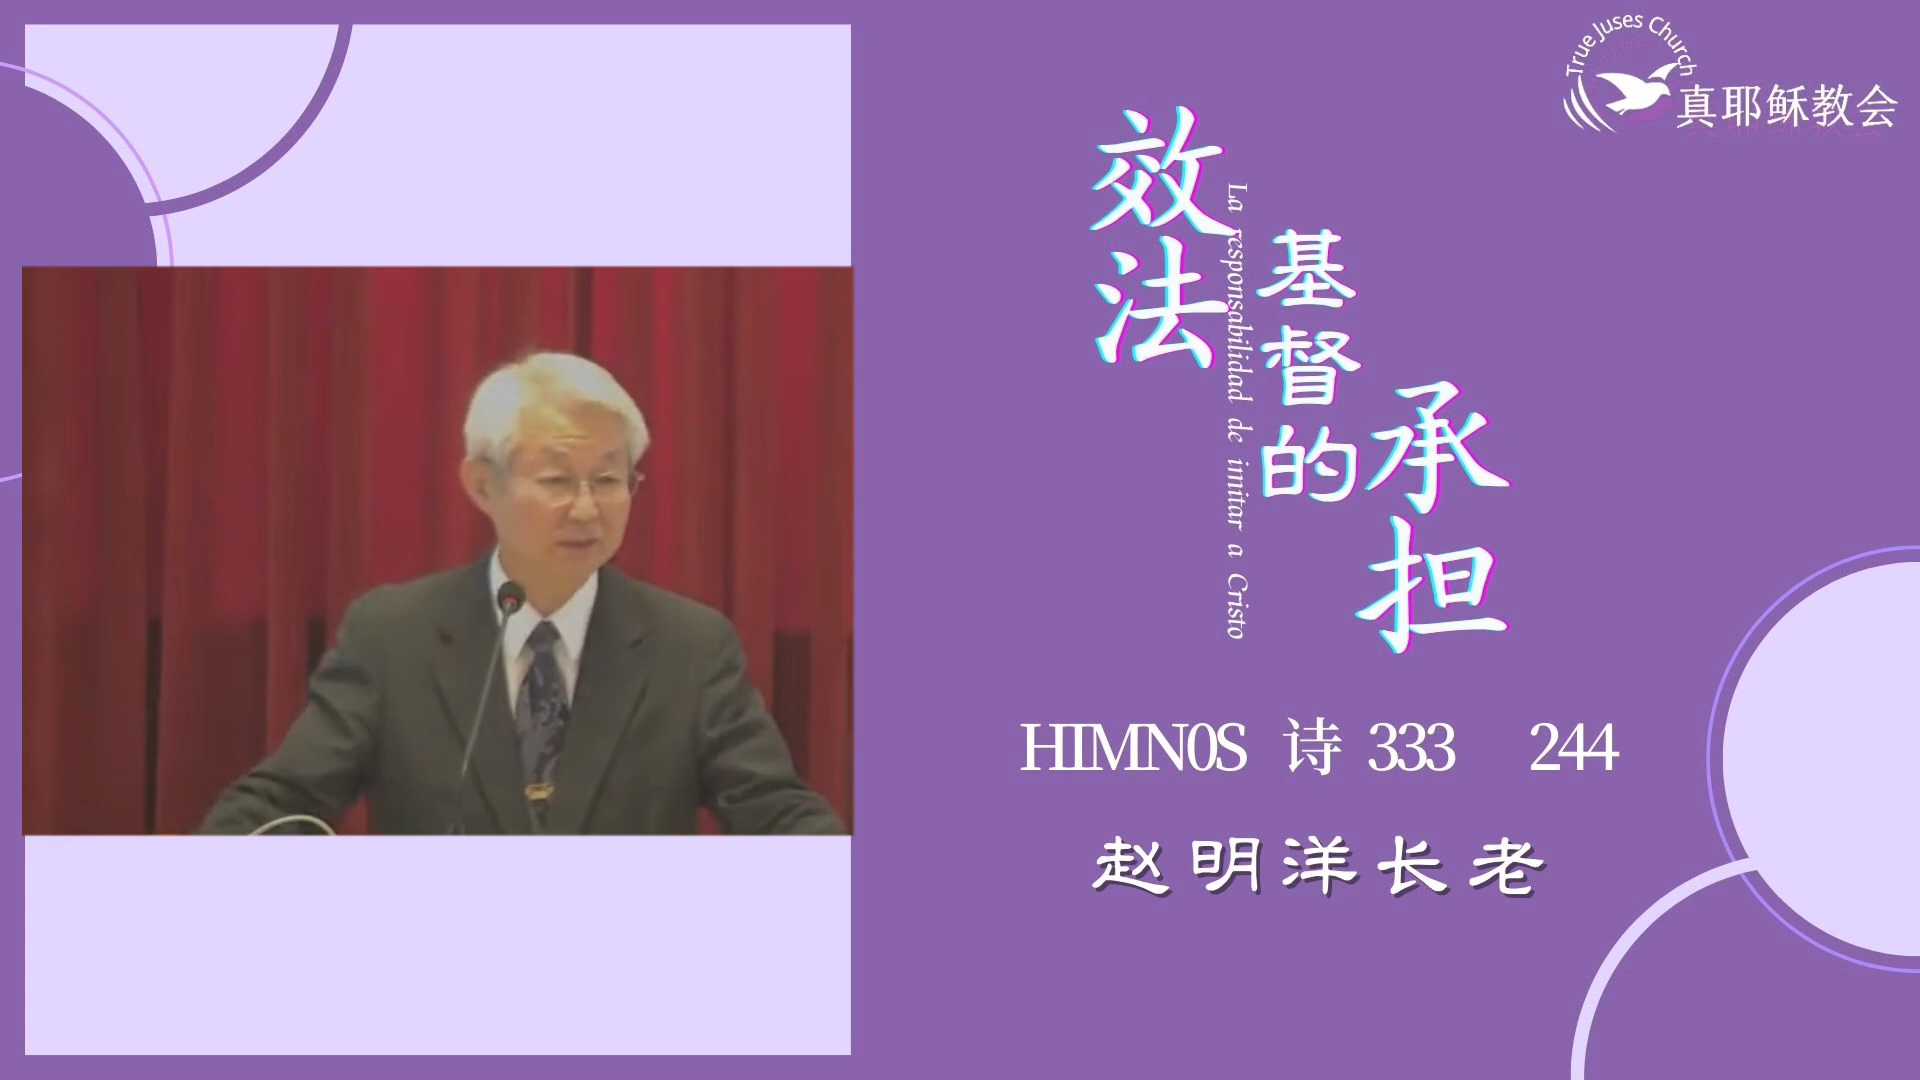 True Juses Church
真耶稣教会
效法
La responsabilidad de imitar a Cristo
基督的
承担
HIMN0S 诗 333 244
赵明洋长老